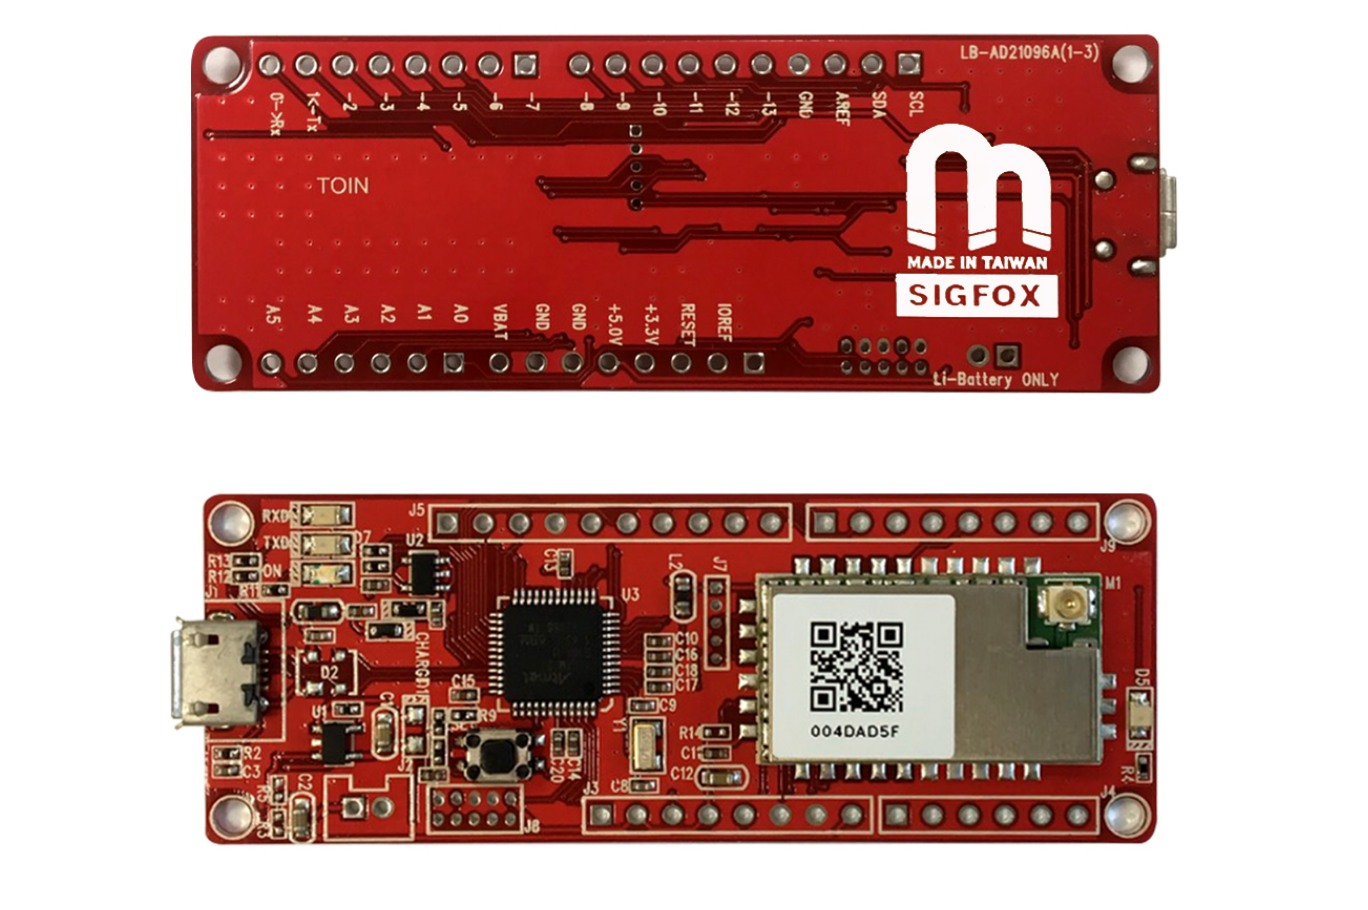 LB-AD21096A(1-3)
0->Rx
1<-Tx
-2
-3
-4
-5
-6
-7
-8
-9
-10
-11
-12
-13
GND
AREF
SDA
SCL
TOIN
MADE IN TAIWAN
SIGFOX
A5
A4
A3
A2
A1
A0
VBAT
GND
GND
+5.0V
+3.3V
RESET
IOREF
Li-Battery ONLY
J5
J9
RXD
TXD
ON
R13
R12
R11
J1
U2
C13
L2
J7
U3
M1
D2
C10
C16
C18
C17
C15
C9
R9
U1
Y1
R14
C12
C8
C20
C14
R2
C3
R5
R3
C2
J8
J3
J4
D5
Atmel
004DAD5F